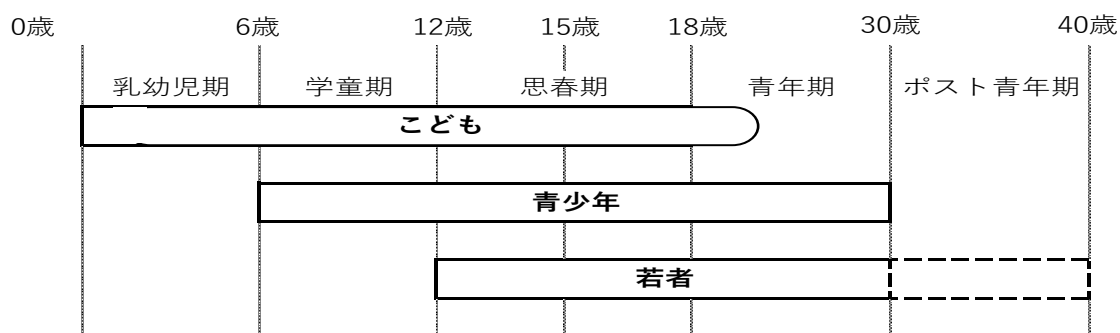 0歳 6歳 12歳 15歳 18歳 30歳 40歳
乳幼児期 学童期 思春期 青年期 ポスト青年期
こども
青少年
若者